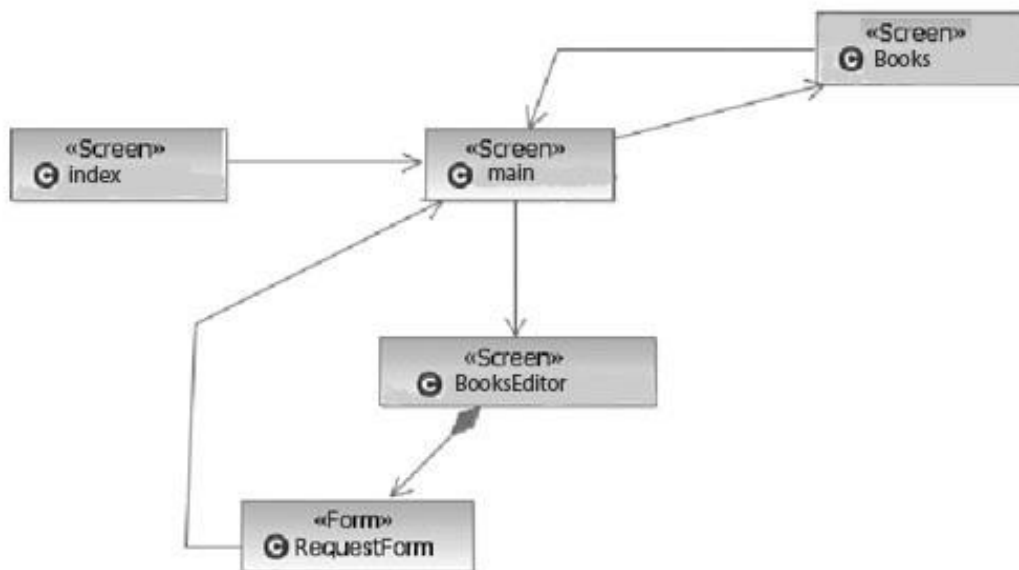 «Screen»
C Books
«Screen»
C index
«Screen»
C main
«Screen»
C BooksEditor
«Form»
C RequestForm